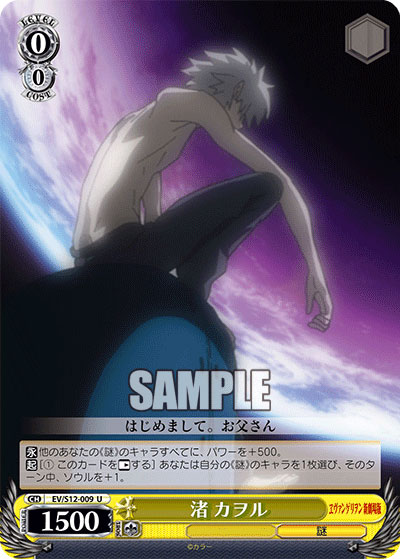 LEVEL
0
0
COST
SAMPLE
はじめまして。お父さん
永他のあなたの《謎》のキャラすべてに、パワーを+500。
起[① このカードを する] あなたは自分の《謎》のキャラを1枚選び、そのター
ン中、ソウルを+1。
CH EV/S12-009 U
POWER
1500
SOUL
渚 カヲル
ヱヴァンゲリヲン新劇場版
謎
©カラー